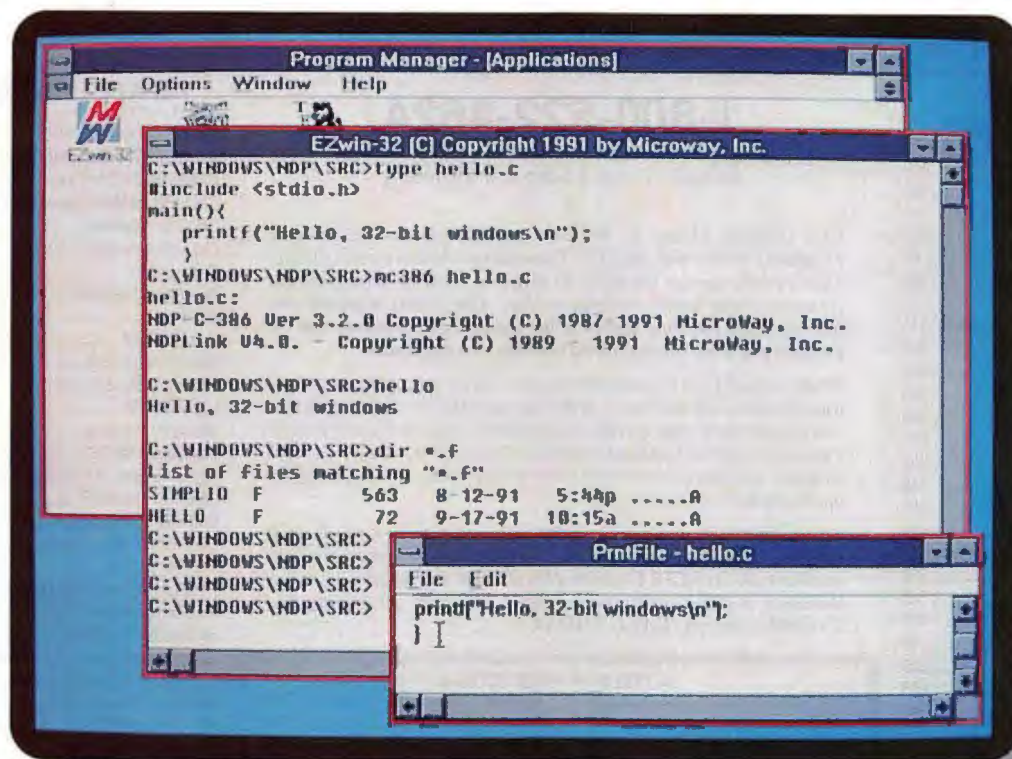 Program Manager - [Applications]
File Options Window Help
EZwin-32
EZwin-32 [C] Copyright 1991 by Microway, Inc.
C:\WINDOWS\NDP\SRC>type hello.c
#include <stdio.h>
main(){
printf("Hello, 32-bit windows\n");
}
C:\WINDOWS\NDP\SRC>mc386 hello.c
hello.c:
NDP-C-386 Ver 3.2.0 Copyright (C) 1987-1991 MicroWay, Inc.
NDPLink V4.0. - Copyright (C) 1989 - 1991 MicroWay, Inc.
C:\WINDOWS\NDP\SRC>hello
Hello, 32-bit windows
C:\WINDOWS\NDP\SRC>dir *.f
List of files matching "*.f"
SIMPLIO F 563 8-12-91 5:44p .....A
HELLO F 72 9-17-91 10:15a .....A
C:\WINDOWS\NDP\SRC>
C:\WINDOWS\NDP\SRC>
C:\WINDOWS\NDP\SRC>
C:\WINDOWS\NDP\SRC>
PrntFile - hello.c
File Edit
printf("Hello, 32-bit windows\n");
}